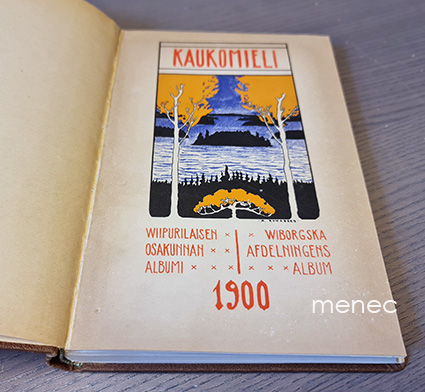 KAUKOMIELI
WIIPURILAISEN × × × WIBORGSKA
OSAKUNNAN × × AFDELNINGENS
ALBUMI × × × × × ALBUM
1900
menec